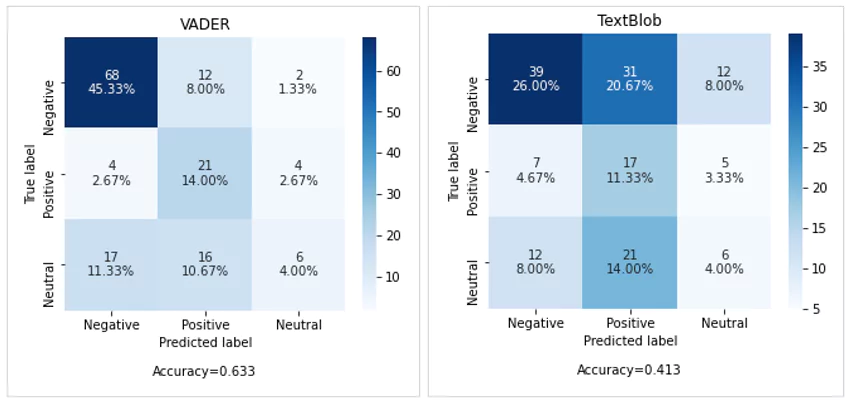 VADER
True label
Negative
Positive
Neutral
68 12 2
45.33% 8.00% 1.33%
4 21 4
2.67% 14.00% 2.67%
17 16 6
11.33% 10.67% 4.00%
60
50
40
30
20
10
Negative Positive Neutral
Predicted label
Accuracy=0.633
TextBlob
True label
Negative
Positive
Neutral
39 31 12
26.00% 20.67% 8.00%
7 17 5
4.67% 11.33% 3.33%
12 21 6
8.00% 14.00% 4.00%
35
30
25
20
15
10
5
Negative Positive Neutral
Predicted label
Accuracy=0.413